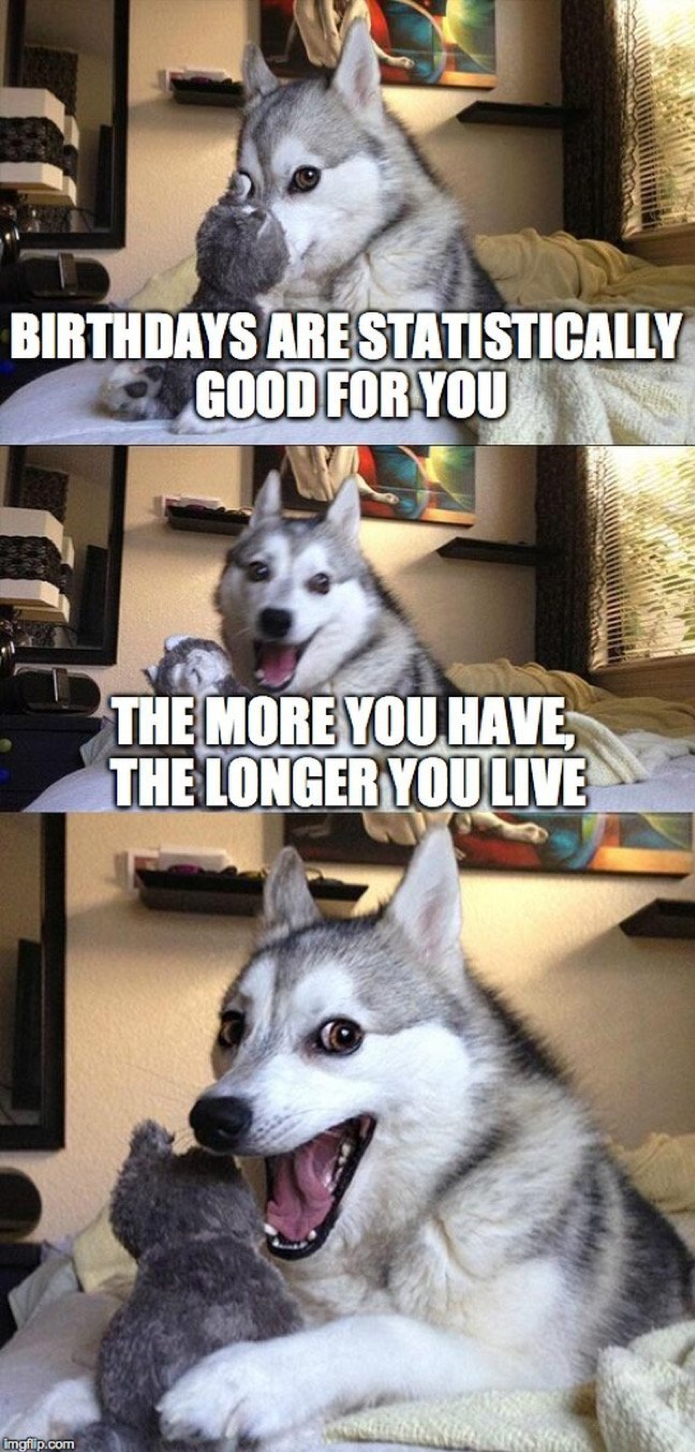 BIRTHDAYS ARE STATISTICALLY
GOOD FOR YOU
THE MORE YOU HAVE,
THE LONGER YOU LIVE
imgflip.com